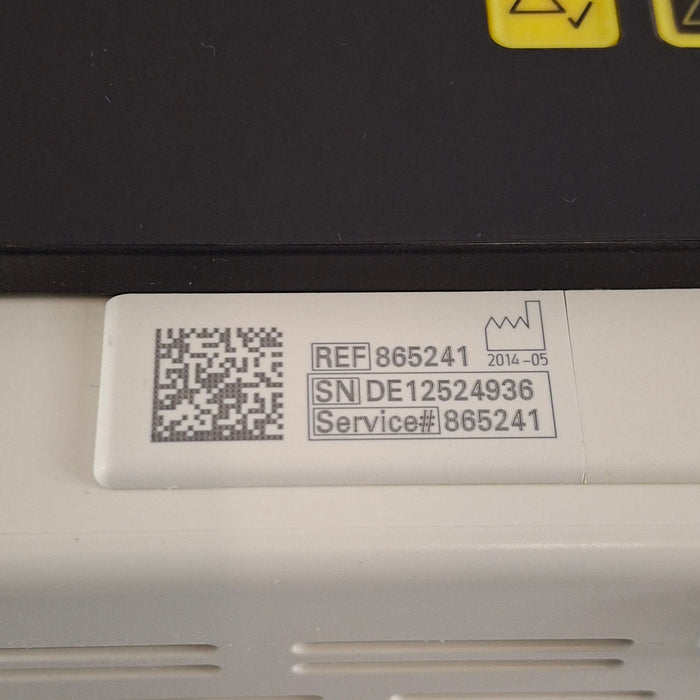 REF 865241
2014-05
SN DE12524936
Service# 865241